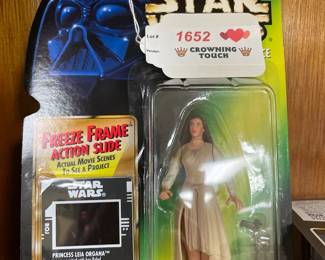 STAR
Lot #
1652
CROWNING
TOUCH
FREEZE FRAME
ACTION SLIDE
ACTUAL MOVIE SCENES
TO SEE & PROJECT
STAR
WARS
PRINCESS LEIA ORGANA